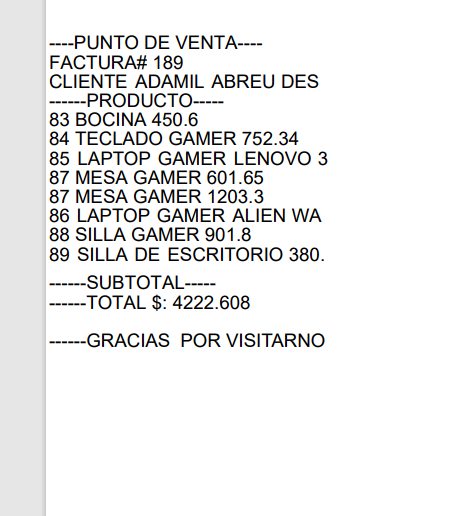 ----PUNTO DE VENTA----
FACTURA# 189
CLIENTE ADAMIL ABREU DES
------PRODUCTO-----
83 BOCINA 450.6
84 TECLADO GAMER 752.34
85 LAPTOP GAMER LENOVO 3
87 MESA GAMER 601.65
87 MESA GAMER 1203.3
86 LAPTOP GAMER ALIEN WA
88 SILLA GAMER 901.8
89 SILLA DE ESCRITORIO 380.
------SUBTOTAL-----
------TOTAL $: 4222.608
------GRACIAS  POR VISITARNO